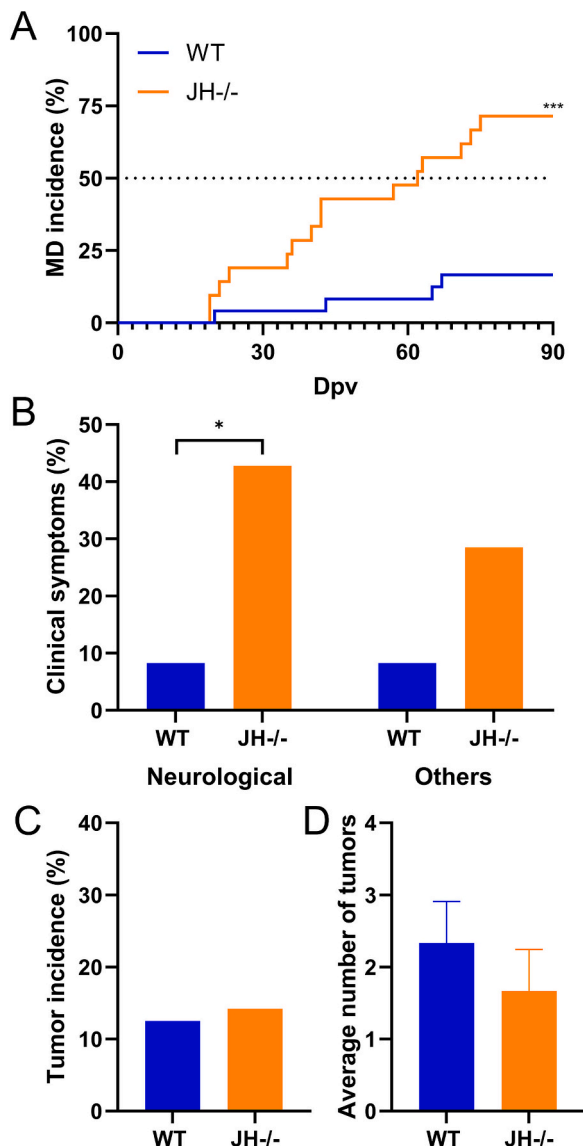 A
WT
JH-/-
***
MD incidence (%)
100
75
50
25
0
0 30 60 90
Dpv
B
Clinical symptoms (%)
50
40
30
20
10
0
*
WT JH-/- WT JH-/-
Neurological Others
C
Tumor incidence (%)
40
30
20
10
0
WT JH-/-
D
Average number of tumors
4
3
2
1
0
WT JH-/-